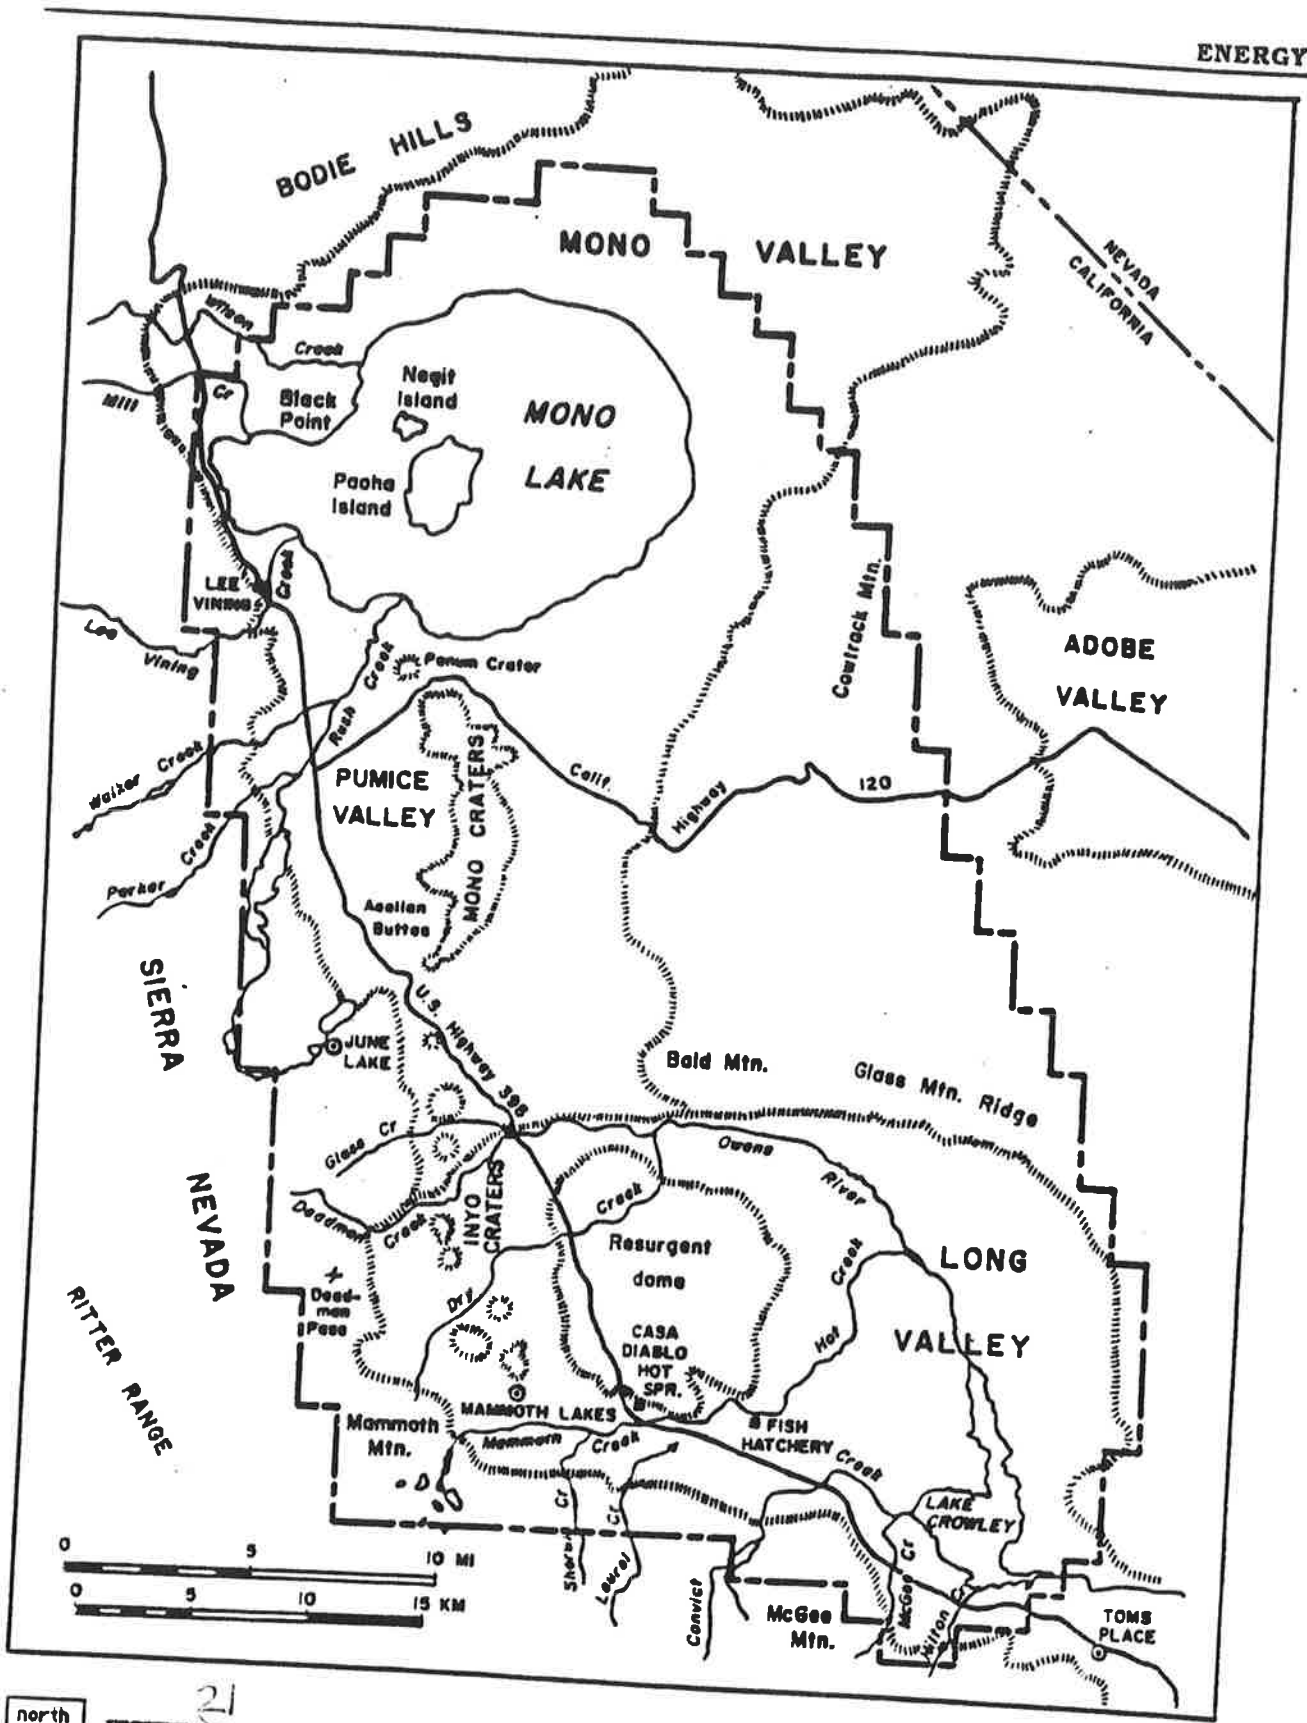 ENERGY
BODIE HILLS
MONO VALLEY
NEVADA
CALIFORNIA
Wilson
Creek
Mill
Cr
Black
Point
Negit
Island
MONO
LAKE
Paoha
Island
LEE
VINING
Creek
Lee
Vining
Cowtrack Mtn.
ADOBE
VALLEY
Panum Crater
Rush
Creek
Walker Creek
PUMICE
VALLEY
MONO CRATERS
Calif.
Highway
120
Parker
Creek
Aeolian
Buttes
SIERRA
NEVADA
U.S. Highway 395
JUNE
LAKE
Bald Mtn.
Glass Mtn. Ridge
Glass Cr
Owens
River
Deadman
Creek
INYO
CRATERS
Creek
Resurgent
dome
Creek
LONG
VALLEY
Dead-
man
Pass
Dry
Hot
RITTER RANGE
CASA
DIABLO
HOT
SPR.
MAMMOTH LAKES
Mammoth
Mtn.
Mammoth
Creek
FISH
HATCHERY
Creek
LAKE
CROWLEY
0 5 10 MI
0 5 10 15 KM
Cr
Cr
Laurel
Convict
McGee Cr
Hilton
Cr
McGee
Mtn.
TOMS
PLACE
north
21